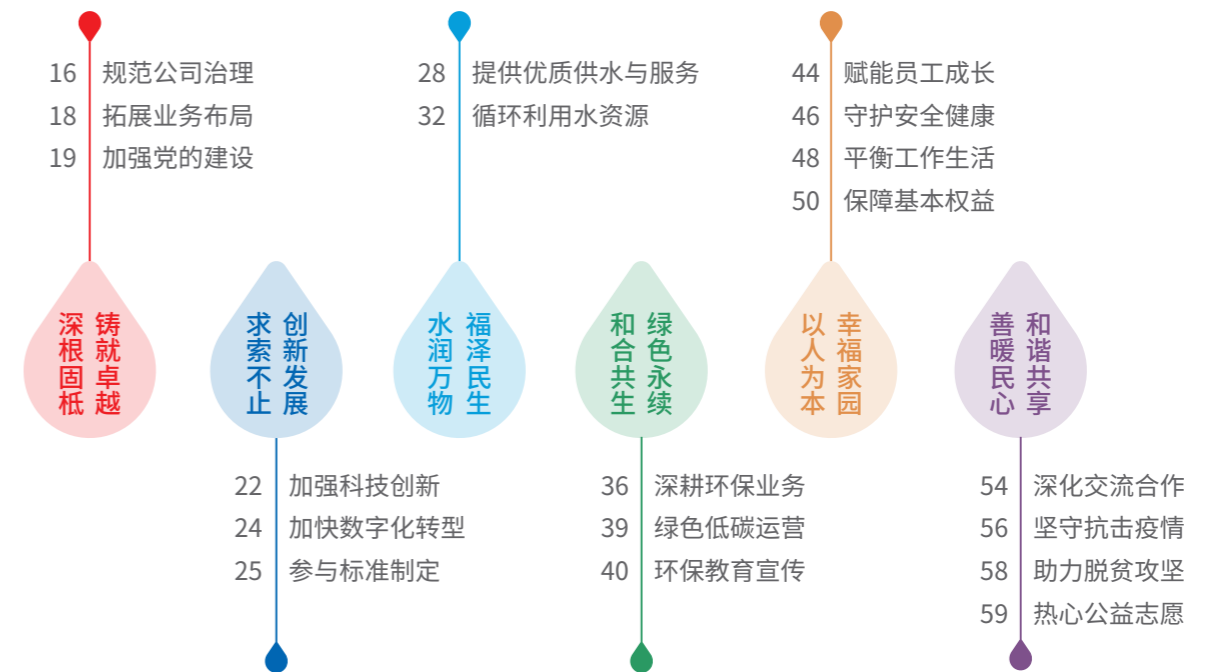 16 规范公司治理
18 拓展业务布局
19 加强党的建设
深根固柢
铸就卓越
求索不止
创新发展
22 加强科技创新
24 加快数字化转型
25 参与标准制定
28 提供优质供水与服务
32 循环利用水资源
水润万物
福泽民生
和合共生
绿色永续
36 深耕环保业务
39 绿色低碳运营
40 环保教育宣传
44 赋能员工成长
46 守护安全健康
48 平衡工作生活
50 保障基本权益
以人为本
幸福家园
善暖民心
和谐共享
54 深化交流合作
56 坚守抗击疫情
58 助力脱贫攻坚
59 热心公益志愿